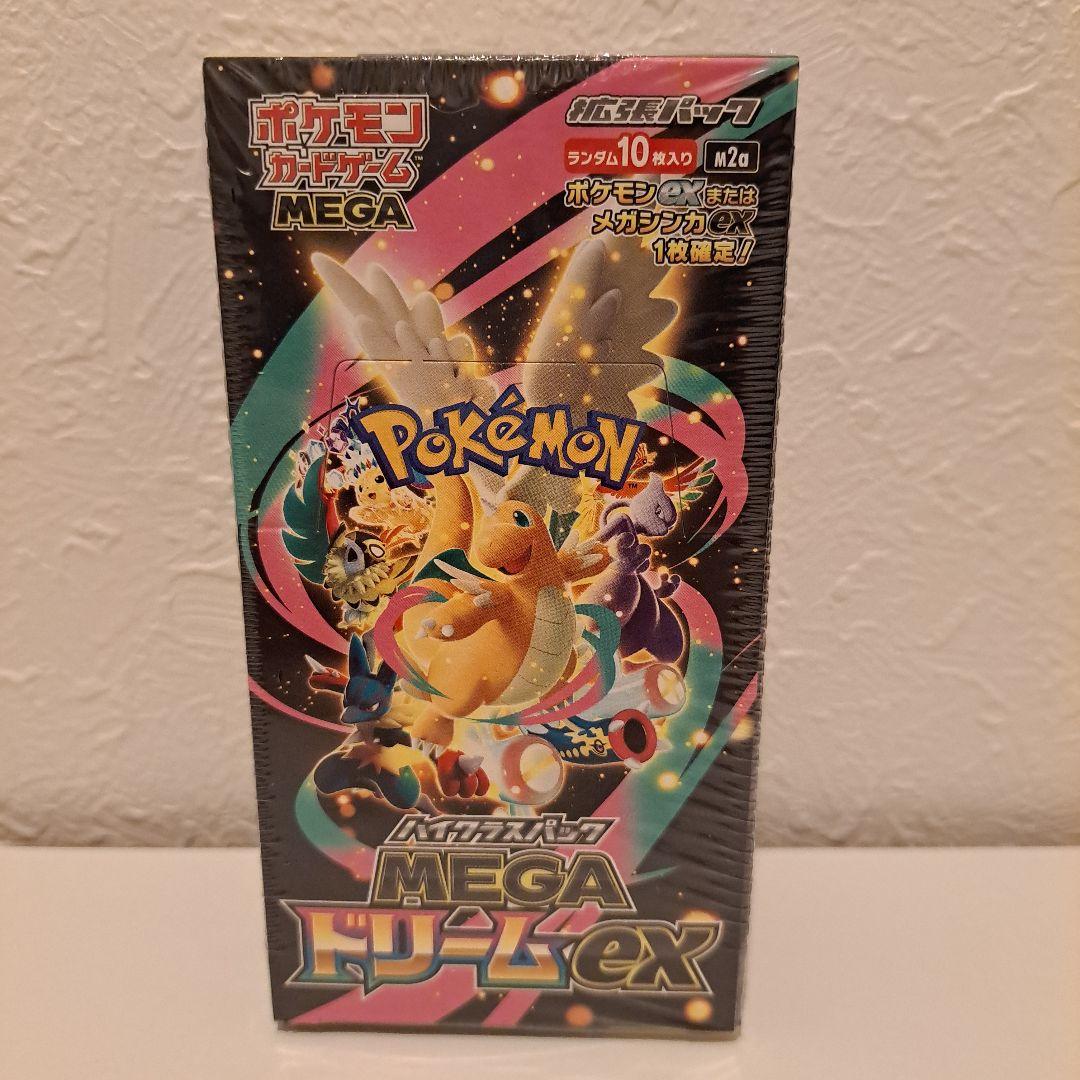 ポケモン
カードゲーム™
MEGA
拡張パック
ランダム10枚入り M2a
ポケモンexまたは
メガシンカex
1枚確定!
POKéMON™
ハイクラスパック
MEGA
ドリームex